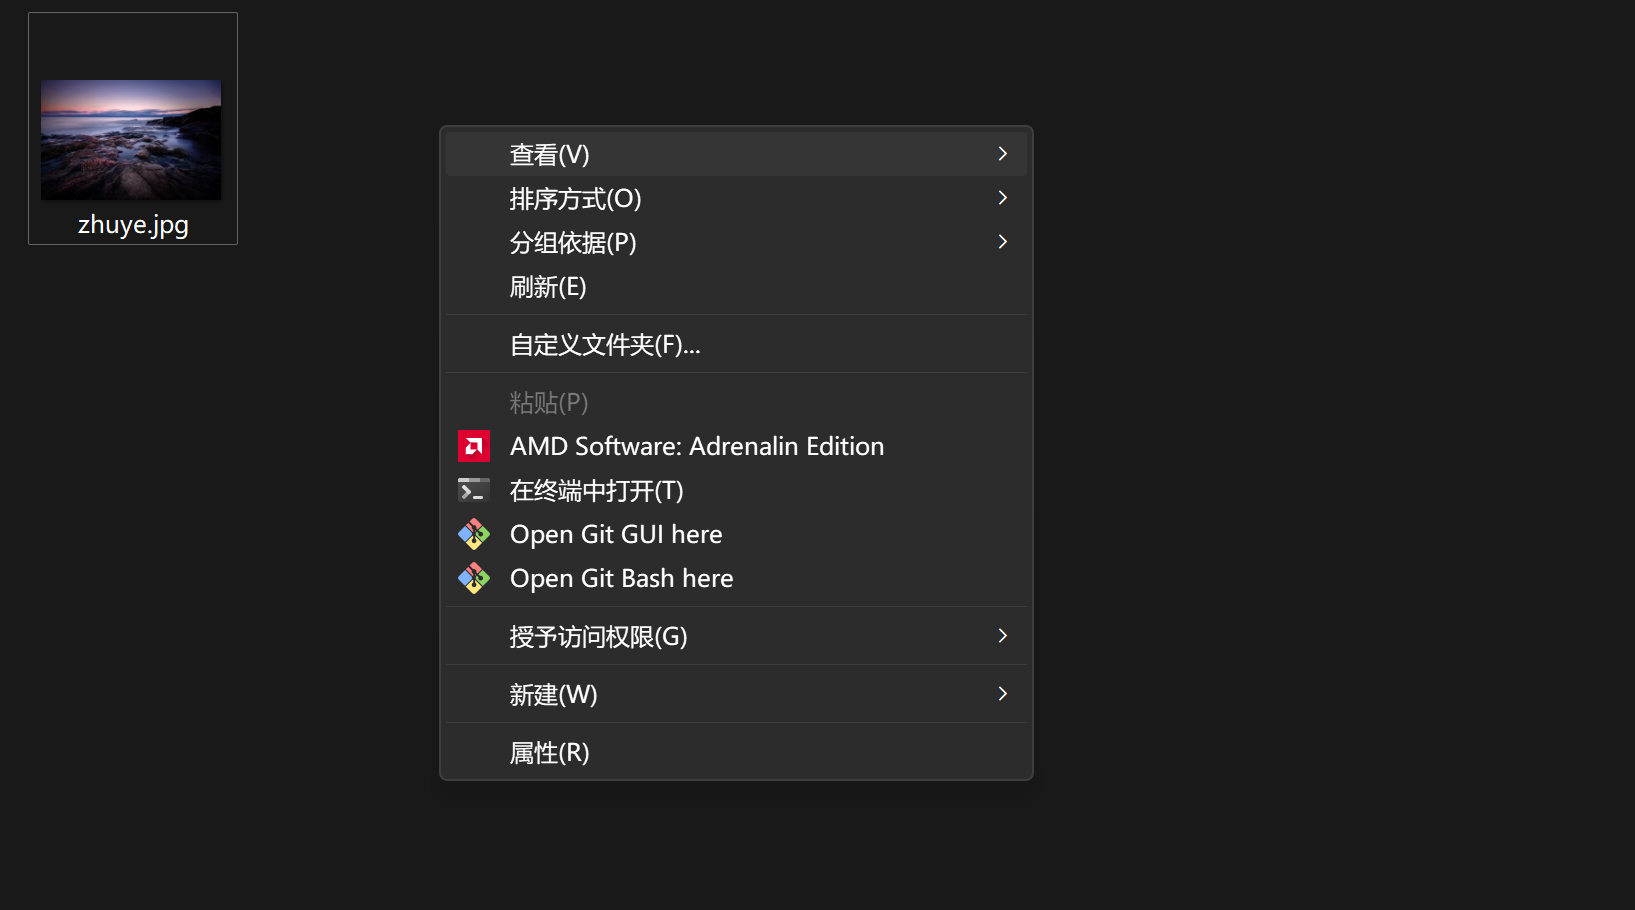 zhuye.jpg
查看(V)
排序方式(O)
分组依据(P)
刷新(E)
自定义文件夹(F)...
粘贴(P)
AMD Software: Adrenalin Edition
在终端中打开(T)
Open Git GUI here
Open Git Bash here
授予访问权限(G)
新建(W)
属性(R)